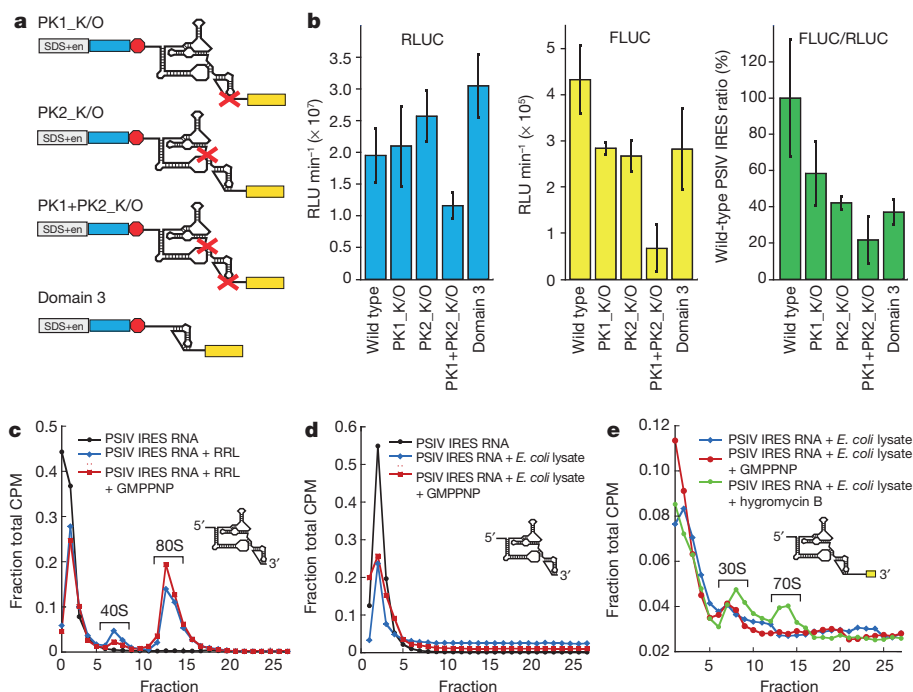 a
PK1_K/O
SDS+en
PK2_K/O
SDS+en
PK1+PK2_K/O
SDS+en
Domain 3
SDS+en
b
RLUC
RLU min⁻¹ (× 10⁷)
3.5
3.0
2.5
2.0
1.5
1.0
0.5
0
Wild type
PK1_K/O
PK2_K/O
PK1+PK2_K/O
Domain 3
FLUC
RLU min⁻¹ (× 10⁵)
5
4
3
2
1
0
Wild type
PK1_K/O
PK2_K/O
PK1+PK2_K/O
Domain 3
FLUC/RLUC
Wild-type PSIV IRES ratio (%)
120
100
80
60
40
20
0
Wild type
PK1_K/O
PK2_K/O
PK1+PK2_K/O
Domain 3
c
PSIV IRES RNA
PSIV IRES RNA + RRL
PSIV IRES RNA + RRL
+ GMPPNP
5′
3′
40S
80S
Fraction total CPM
0.5
0.4
0.3
0.2
0.1
0
0
5
10
15
20
25
Fraction
d
PSIV IRES RNA
PSIV IRES RNA + E. coli lysate
PSIV IRES RNA + E. coli lysate
+ GMPPNP
5′
3′
Fraction total CPM
0.6
0.5
0.4
0.3
0.2
0.1
0
0
5
10
15
20
25
Fraction
e
PSIV IRES RNA + E. coli lysate
PSIV IRES RNA + E. coli lysate
+ GMPPNP
PSIV IRES RNA + E. coli lysate
+ hygromycin B
5′
3′
30S
70S
Fraction total CPM
0.12
0.10
0.08
0.06
0.04
0.02
0
5
10
15
20
25
Fraction